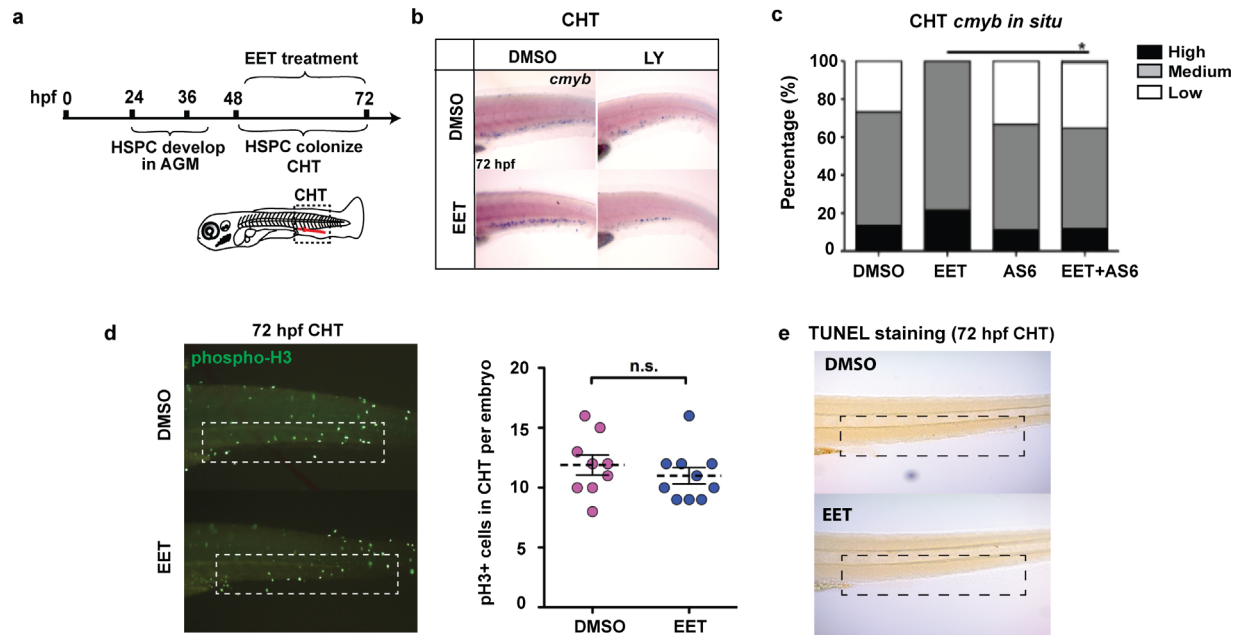 a
EET treatment
hpf 0 24 36 48 72
HSPC develop
in AGM
HSPC colonize
CHT
CHT
b
CHT
DMSO LY
cmyb
DMSO
72 hpf
EET
c
CHT cmyb in situ
*
High
Medium
Low
Percentage (%)
100
80
60
40
20
0
DMSO EET AS6 EET+AS6
d
72 hpf CHT
phospho-H3
DMSO
EET
pH3+ cells in CHT per embryo
20
15
10
5
0
n.s.
DMSO EET
e TUNEL staining (72 hpf CHT)
DMSO
EET